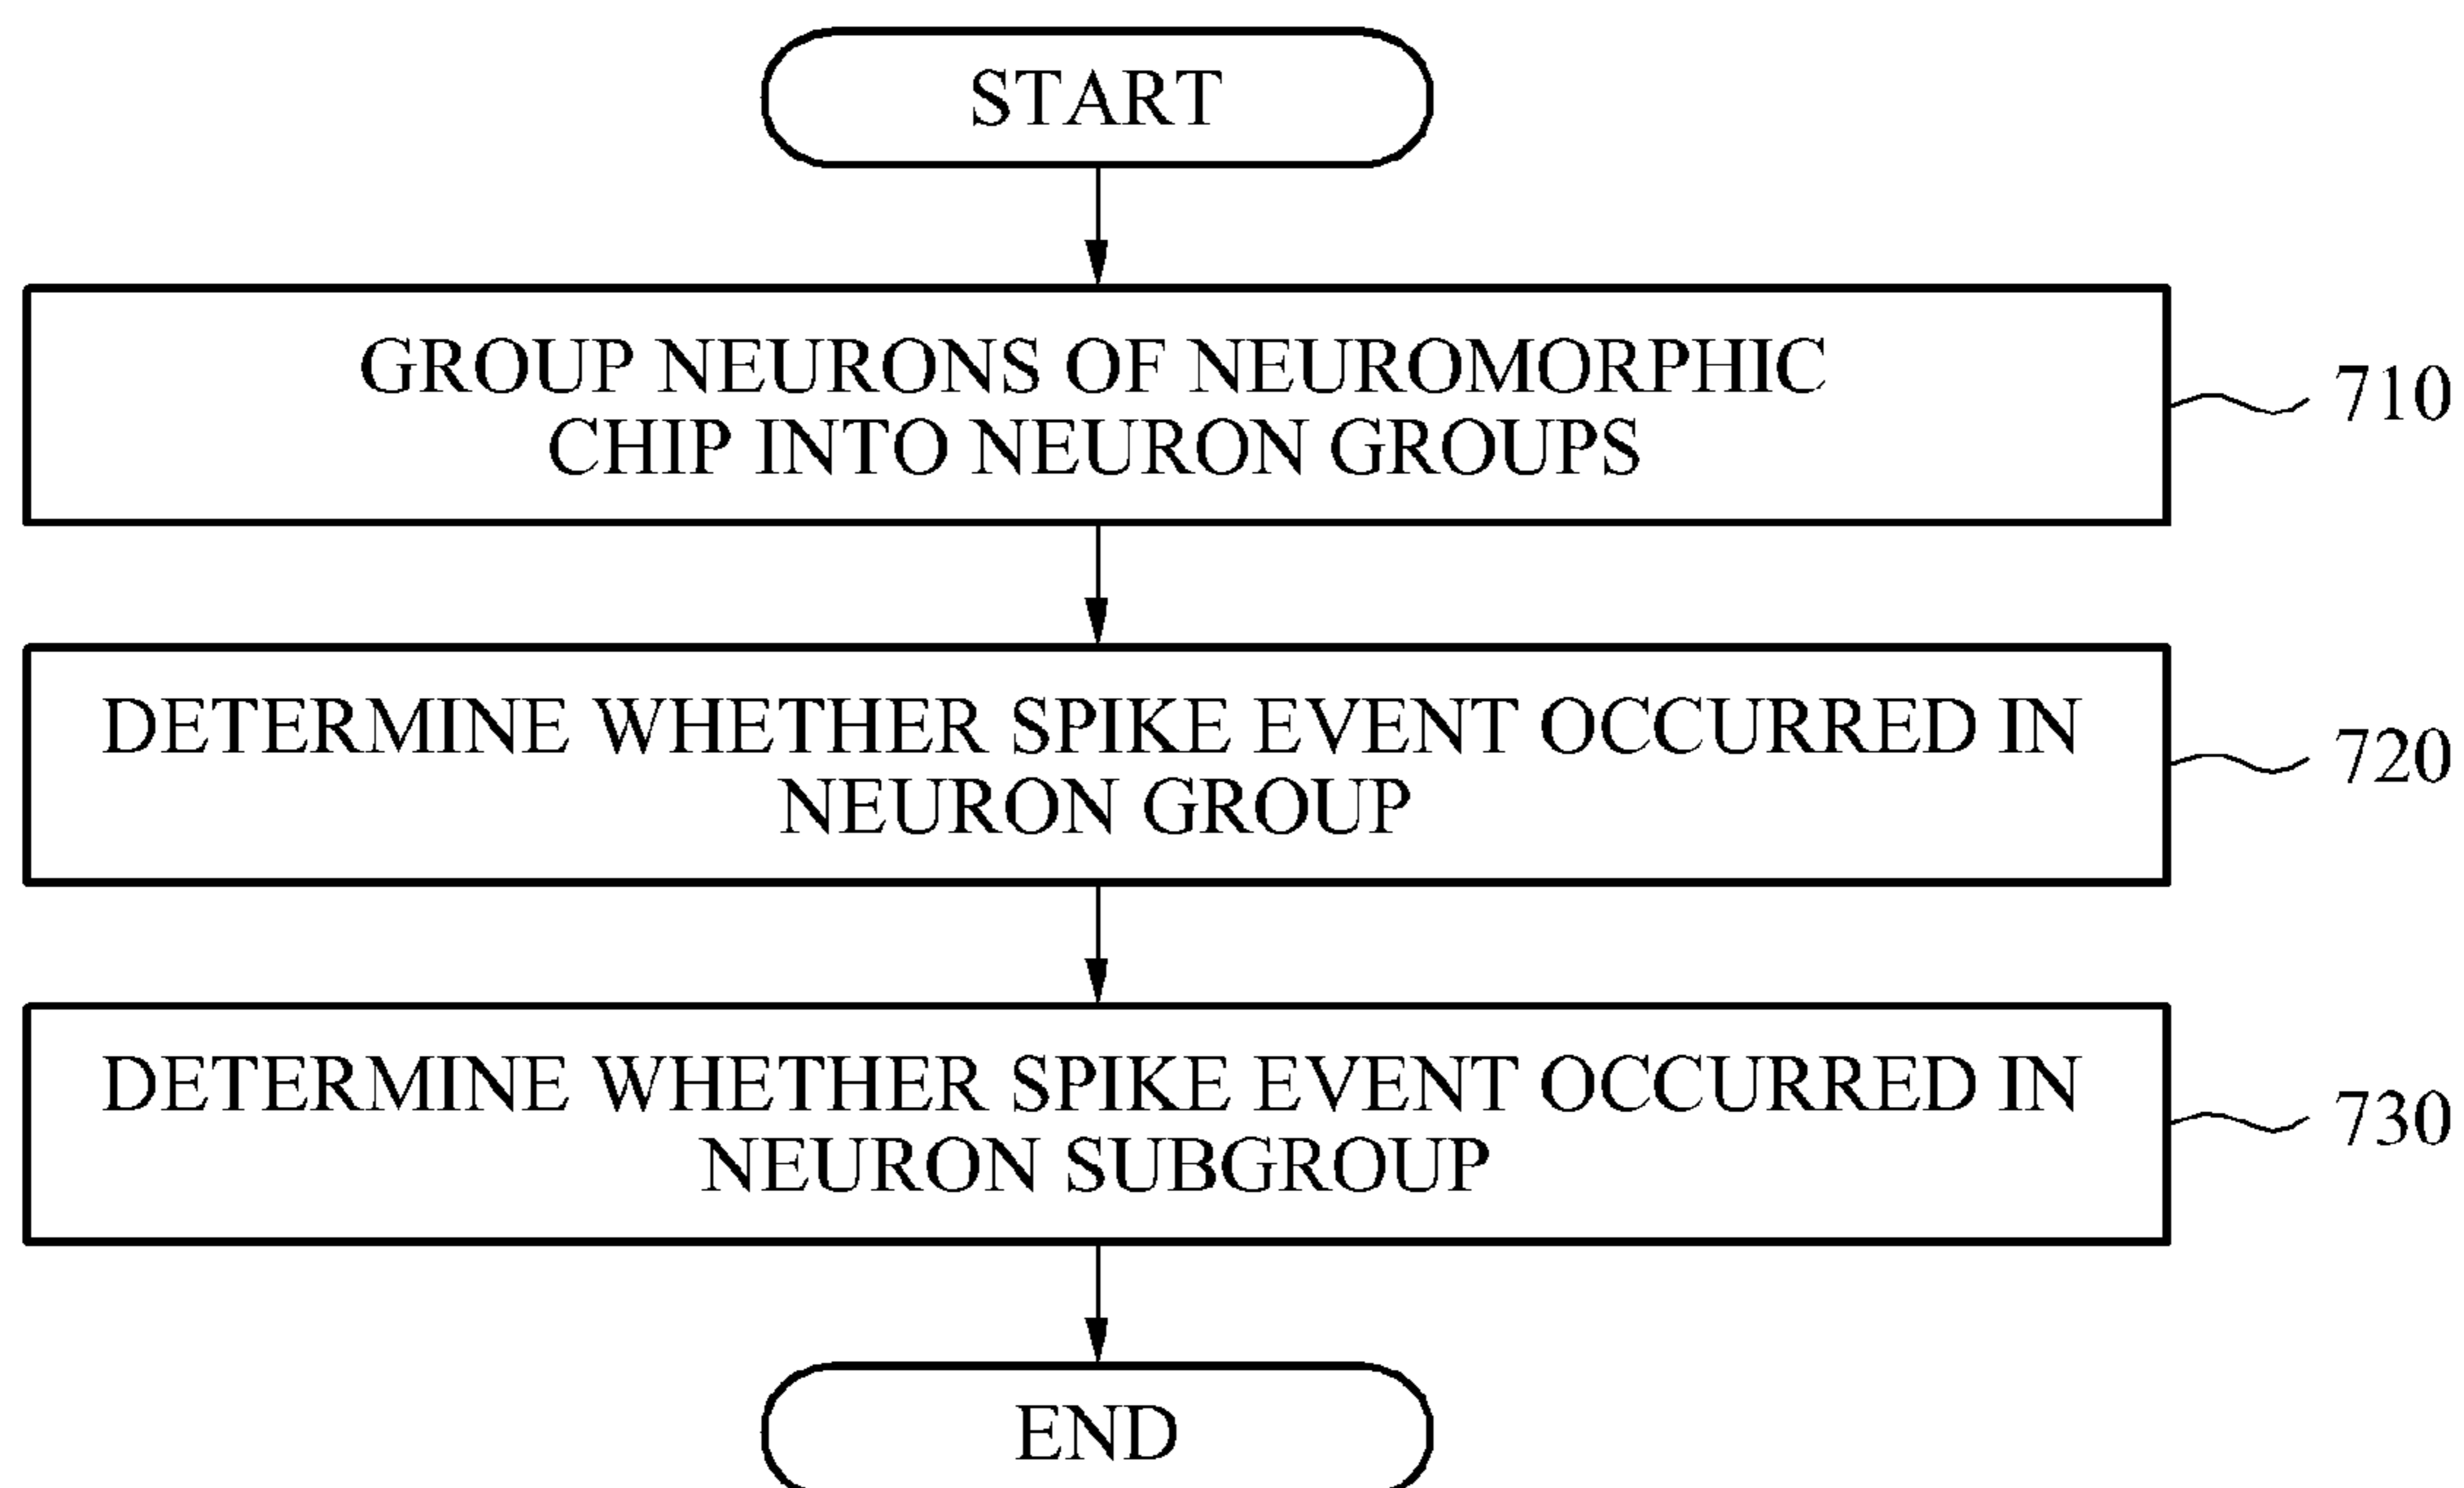 START
GROUP NEURONS OF NEUROMORPHIC
CHIP INTO NEURON GROUPS
710
DETERMINE WHETHER SPIKE EVENT OCCURRED IN
NEURON GROUP
720
DETERMINE WHETHER SPIKE EVENT OCCURRED IN
NEURON SUBGROUP
730
END